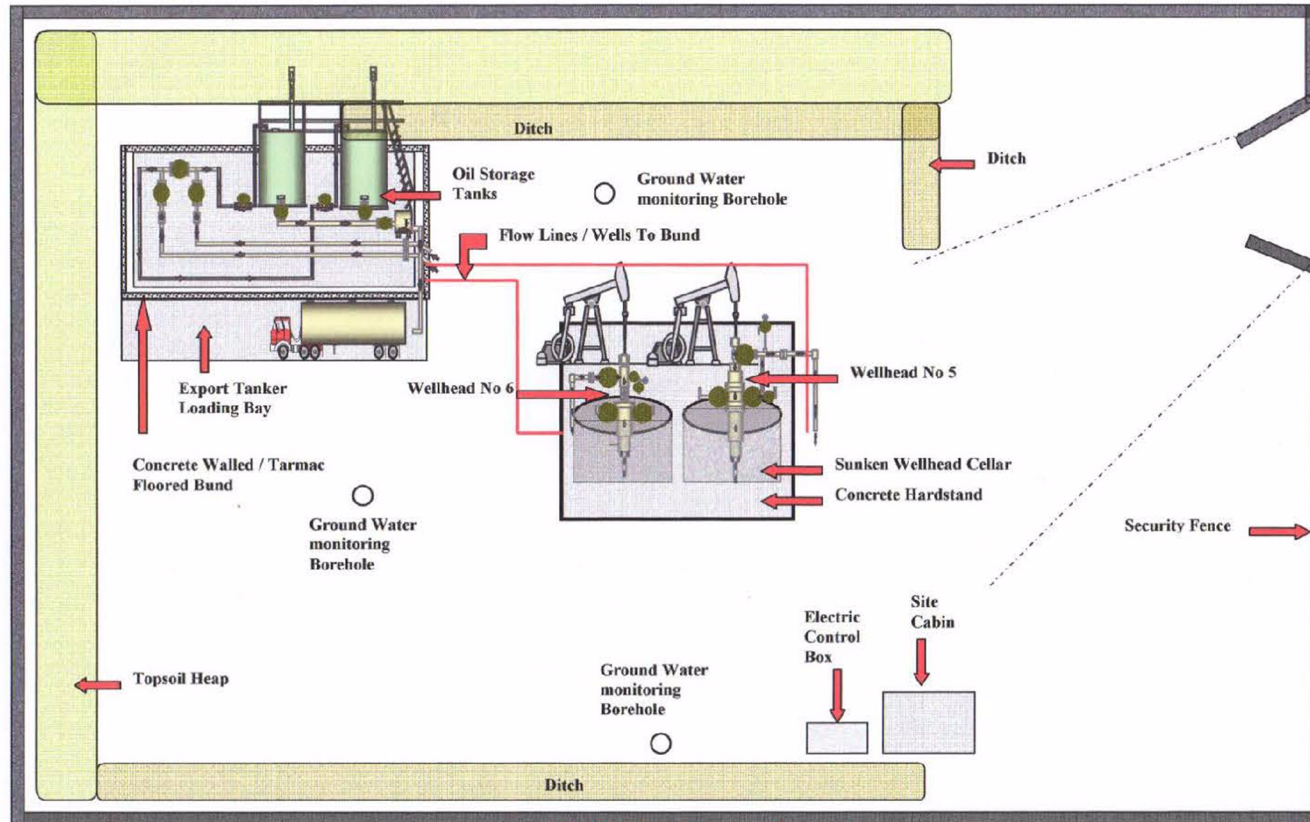 Ditch
Ditch
Oil Storage
Tanks
Ground Water
monitoring Borehole
Flow Lines / Wells To Bund
Export Tanker
Loading Bay
Wellhead No 6
Wellhead No 5
Concrete Walled / Tarmac
Floored Bund
Sunken Wellhead Cellar
Concrete Hardstand
Ground Water
monitoring
Borehole
Security Fence
Electric
Control
Box
Site
Cabin
Topsoil Heap
Ground Water
monitoring
Borehole
Ditch